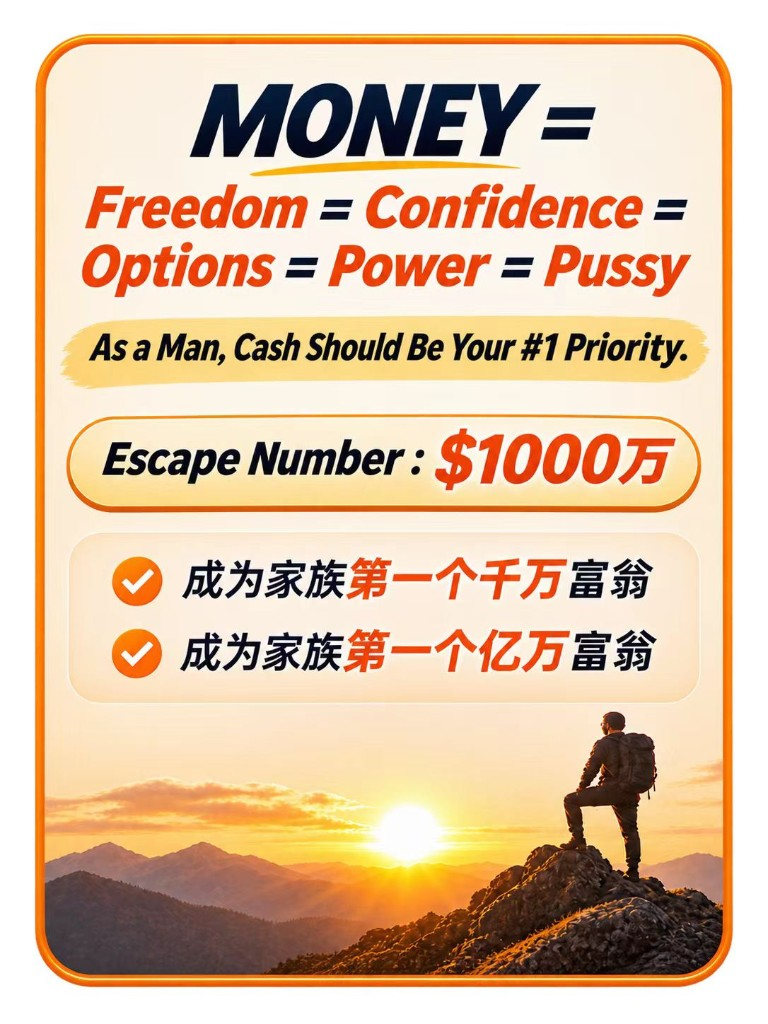 MONEY =
Freedom = Confidence =
Options = Power = Pussy
As a Man, Cash Should Be Your #1 Priority.
Escape Number : $1000万
成为家族第一个千万富翁
成为家族第一个亿万富翁